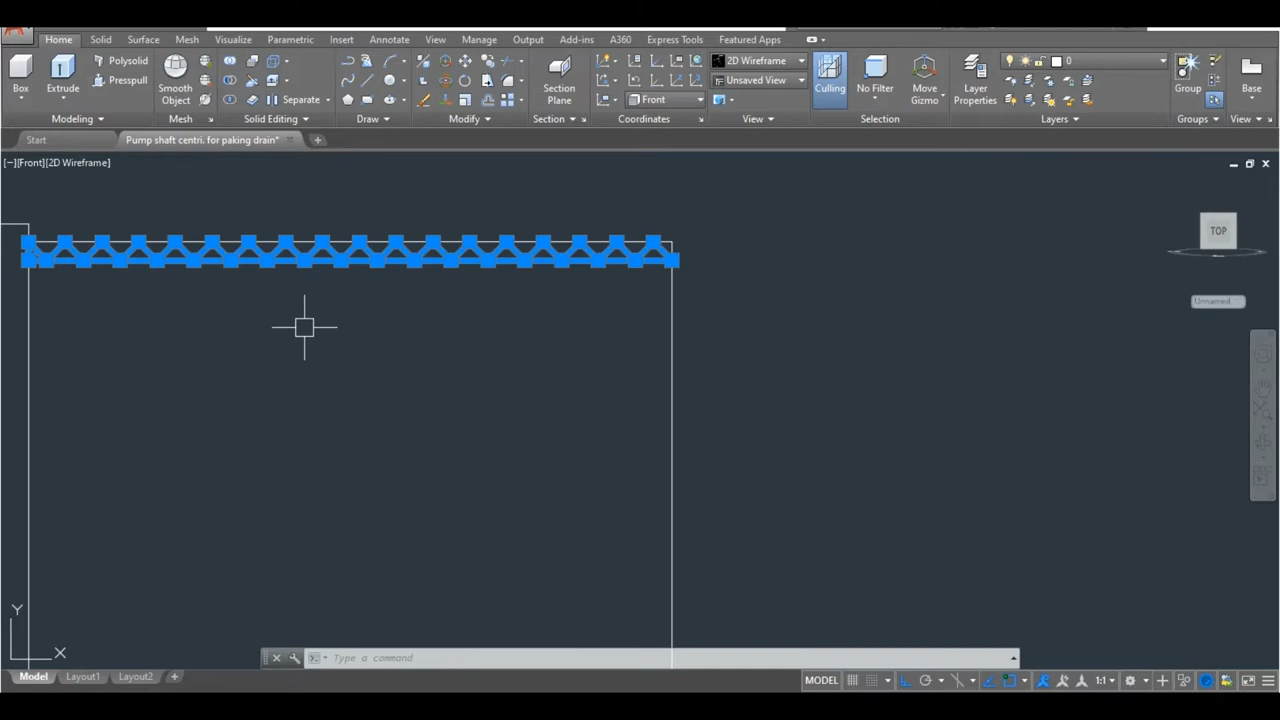 Home Solid Surface Mesh Visualize Parametric Insert Annotate View Manage Output Add-ins A360 Express Tools Featured Apps
Box
Extrude
Polysolid
Presspull
Smooth Object
Separate
Section Plane
Front
2D Wireframe
Unsaved View
Culling
No Filter
Move Gizmo
Layer Properties
0
Group
Base
Modeling Mesh Solid Editing Draw Modify Section Coordinates View Selection Layers Groups View
Start Pump shaft centri. for paking drain*
[−][Front][2D Wireframe]
TOP
Unnamed
Y
X
Type a command
Model Layout1 Layout2
MODEL 1:1